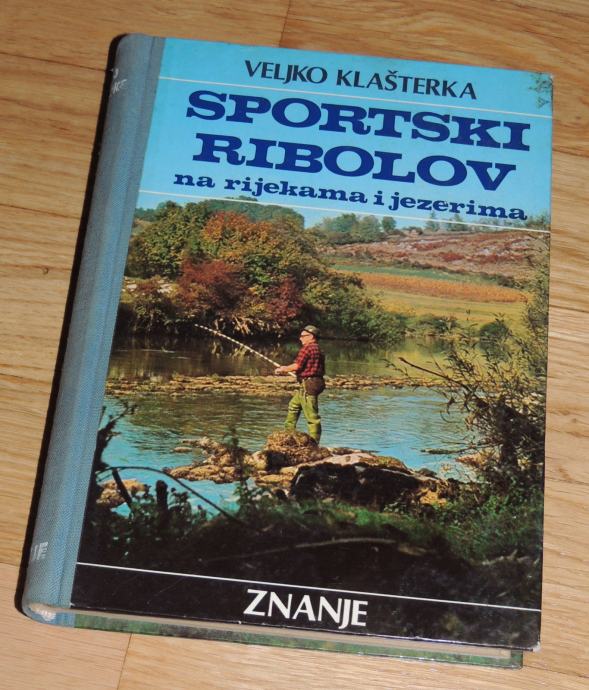 VELJKO KLAŠTERKA
SPORTSKI
RIBOLOV
na rijekama i jezerima
ZNANJE